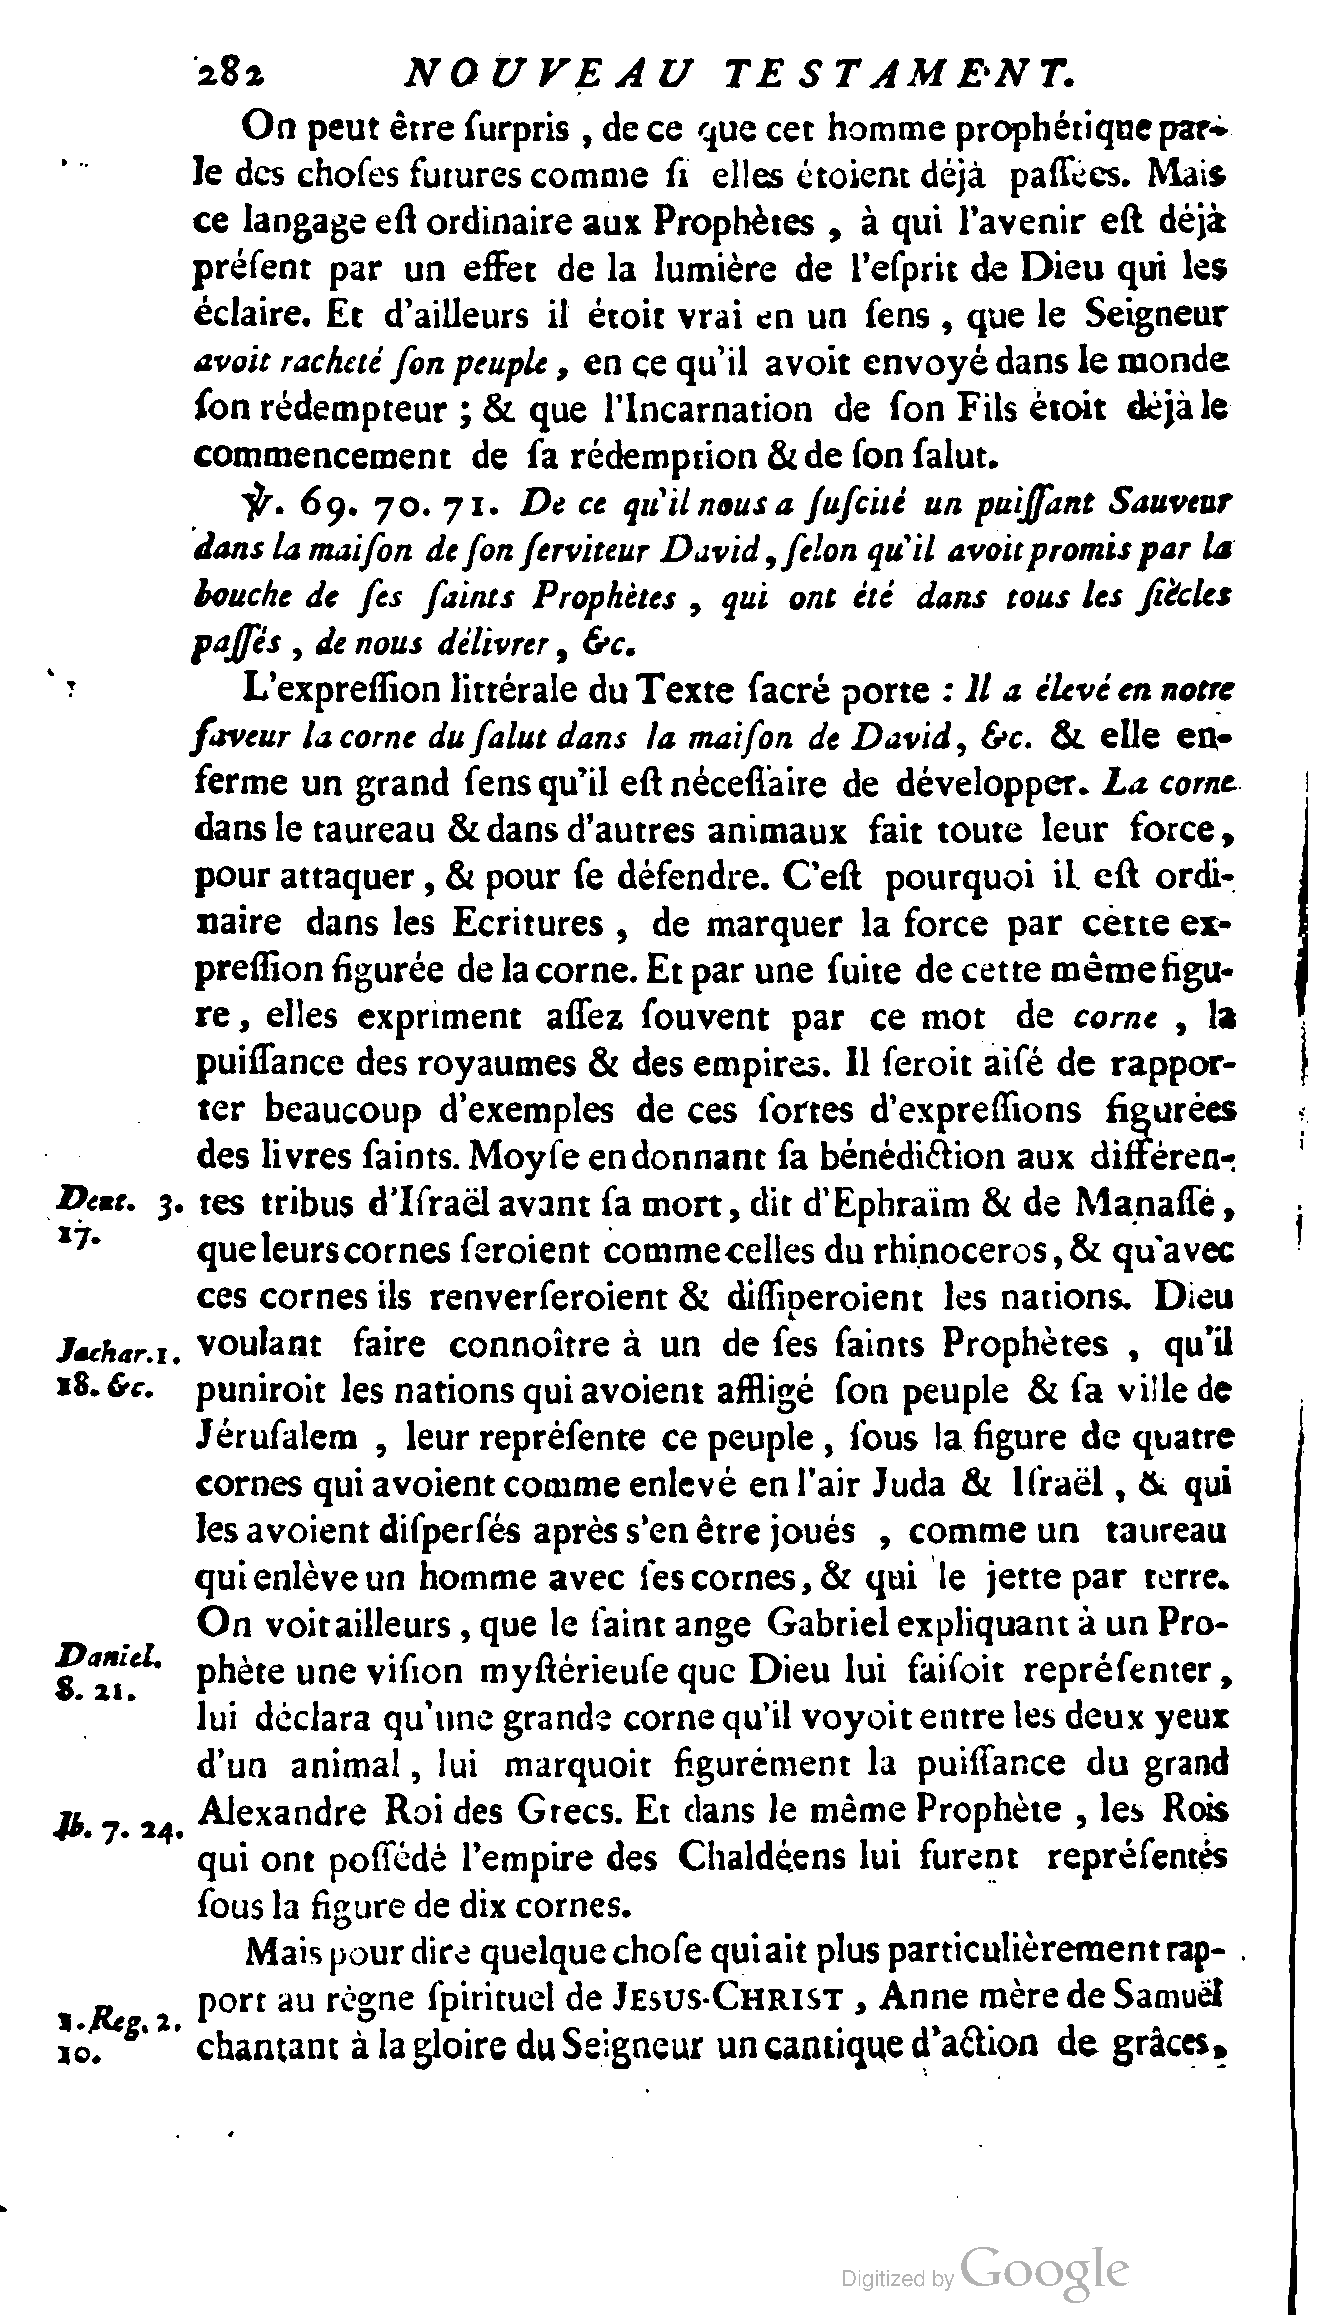 282 NOUVEAU TESTAMENT.
On peut être ſurpris , de ce que cet homme prophétique par-
le des choſes futures comme ſi elles étoient déjà paſſées. Mais
ce langage eſt ordinaire aux Prophètes , à qui l'avenir eſt déjà
préſent par un effet de la lumière de l'eſprit de Dieu qui les
éclaire. Et d'ailleurs il étoit vrai en un ſens , que le Seigneur
avoit racheté ſon peuple , en ce qu'il avoit envoyé dans le monde
ſon rédempteur ; & que l'Incarnation de ſon Fils étoit déjà le
commencement de ſa rédemption & de ſon ſalut.
℣. 69. 70. 71. De ce qu'il nous a ſuſcité un puiſſant Sauveur
dans la maiſon de ſon ſerviteur David, ſelon qu'il avoit promis par la
bouche de ſes ſaints Prophètes , qui ont été dans tous les ſiècles
paſſés , de nous délivrer , &c.
L'expreſſion littérale du Texte ſacré porte : Il a élevé en notre
faveur la corne du ſalut dans la maiſon de David, &c. & elle en-
ferme un grand ſens qu'il eſt néceſſaire de développer. La corne
dans le taureau & dans d'autres animaux fait toute leur force,
pour attaquer , & pour ſe défendre. C'eſt pourquoi il eſt ordi-
naire dans les Ecritures , de marquer la force par cette ex-
preſſion figurée de la corne. Et par une ſuite de cette même figu-
re , elles expriment aſſez ſouvent par ce mot de corne , la
puiſſance des royaumes & des empires. Il ſeroit aiſé de rappor-
ter beaucoup d'exemples de ces ſortes d'expreſſions figurées
des livres ſaints. Moyſe en donnant ſa bénédiction aux différen-
Deut. 3. tes tribus d'Iſraël avant ſa mort, dit d'Ephraïm & de Manaſſé ,
17. que leurs cornes ſeroient comme celles du rhinoceros, & qu'avec
ces cornes ils renverſeroient & diſſiperoient les nations. Dieu
Jachar.1. voulant faire connoître à un de ſes ſaints Prophètes , qu'il
18. &c. puniroit les nations qui avoient affligé ſon peuple & ſa ville de
Jéruſalem , leur repréſente ce peuple , ſous la figure de quatre
cornes qui avoient comme enlevé en l'air Juda & Iſraël , & qui
les avoient diſperſés après s'en être joués , comme un taureau
qui enlève un homme avec ſes cornes, & qui le jette par terre.
On voit ailleurs , que le ſaint ange Gabriel expliquant à un Pro-
Daniel. phète une viſion myſtérieuſe que Dieu lui faiſoit repréſenter ,
8. 21. lui déclara qu'une grande corne qu'il voyoit entre les deux yeux
d'un animal , lui marquoit figurément la puiſſance du grand
Ib. 7. 24. Alexandre Roi des Grecs. Et dans le même Prophète , les Rois
qui ont poſſédé l'empire des Chaldéens lui furent repréſentés
ſous la figure de dix cornes.
Mais pour dire quelque choſe qui ait plus particulièrement rap-
1. Reg. 2. port au règne ſpirituel de JESUS-CHRIST , Anne mère de Samuël
10. chantant à la gloire du Seigneur un cantique d'action de grâces,
Digitized by Google